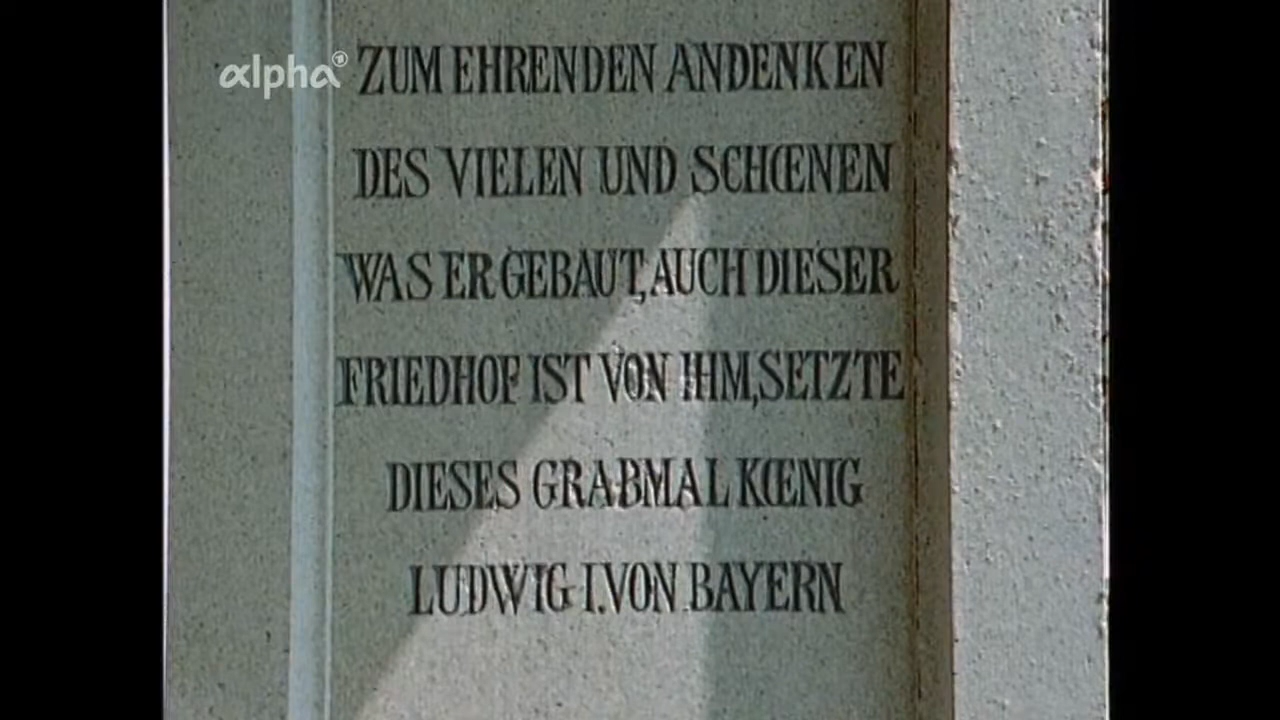 alpha
ZUM EHRENDEN ANDENKEN
DES VIELEN UND SCHŒNEN
WAS ER GEBAUT, AUCH DIESER
FRIEDHOF IST VON IHM, SETZTE
DIESES GRABMAL KŒNIG
LUDWIG I. VON BAYERN